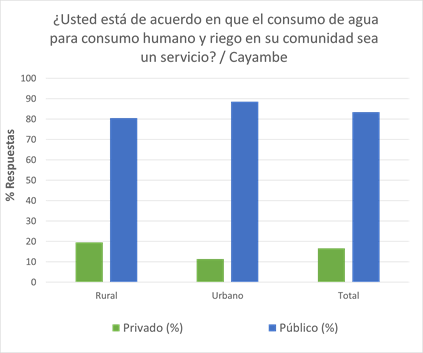 ¿Usted está de acuerdo en que el consumo de agua
para consumo humano y riego en su comunidad sea
un servicio? / Cayambe
% Respuestas
100
90
80
70
60
50
40
30
20
10
0
Rural
Urbano
Total
Privado (%)
Público (%)